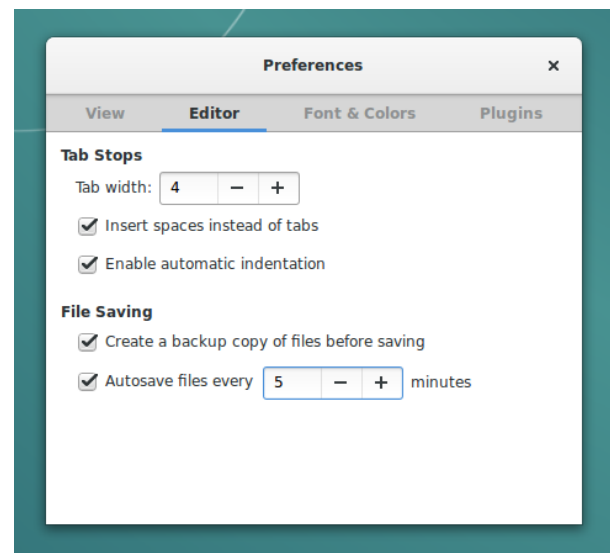 Preferences ×
View Editor Font & Colors Plugins
Tab Stops
Tab width: 4 − +
Insert spaces instead of tabs
Enable automatic indentation
File Saving
Create a backup copy of files before saving
Autosave files every 5 − + minutes